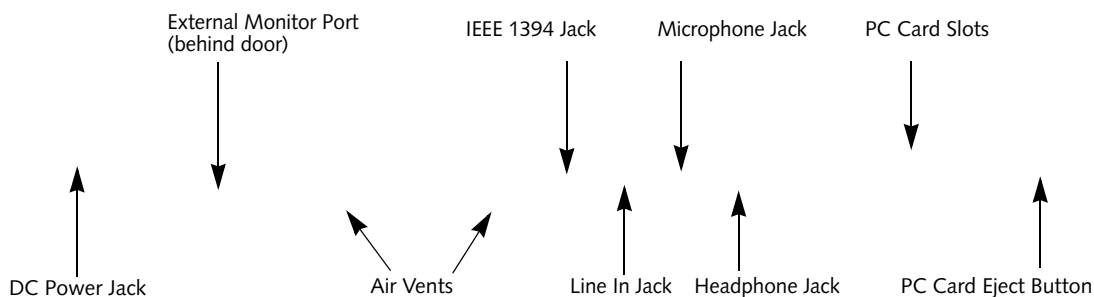 External Monitor Port
(behind door)
IEEE 1394 Jack
Microphone Jack
PC Card Slots
DC Power Jack
Air Vents
Line In Jack
Headphone Jack
PC Card Eject Button